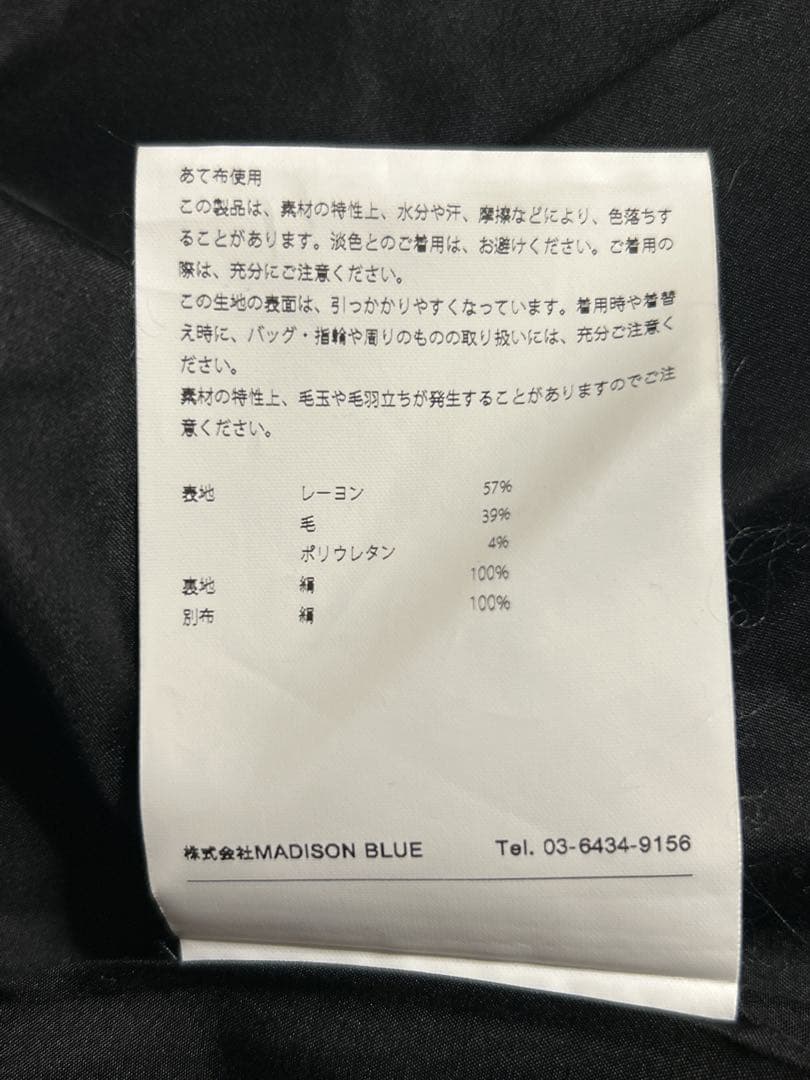 あて布使用
この製品は、素材の特性上、水分や汗、摩擦などにより、色落ちす
ることがあります。淡色とのご着用は、お避けください。ご着用の
際は、充分にご注意ください。
この生地の表面は、引っかかりやすくなっています。着用時や着替
え時に、バッグ・指輪や周りのものの取り扱いには、充分ご注意く
ださい。
素材の特性上、毛玉や毛羽立ちが発生することがありますのでご注
意ください。
表地 レーヨン 57%
毛 39%
ポリウレタン 4%
裏地 絹 100%
別布 絹 100%
株式会社MADISON BLUE Tel. 03-6434-9156